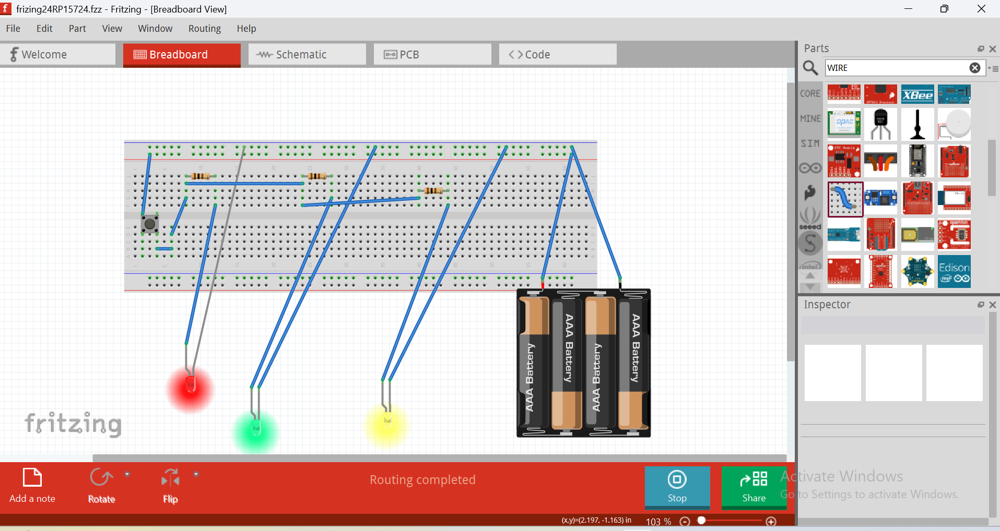 frizing24RP15724.fzz - Fritzing - [Breadboard View]
File Edit Part View Window Routing Help
Welcome Breadboard Schematic PCB Code
Parts
WIRE
CORE
MINE
SIM
seeed
intel
XBee
Edison
AAA Battery AAA Battery AAA Battery AAA Battery
fritzing
Inspector
Add a note
Rotate
Flip
Routing completed
Stop
Share
Activate Windows
Go to Settings to activate Windows.
(x,y)=(2.197, -1.163) in 103 %